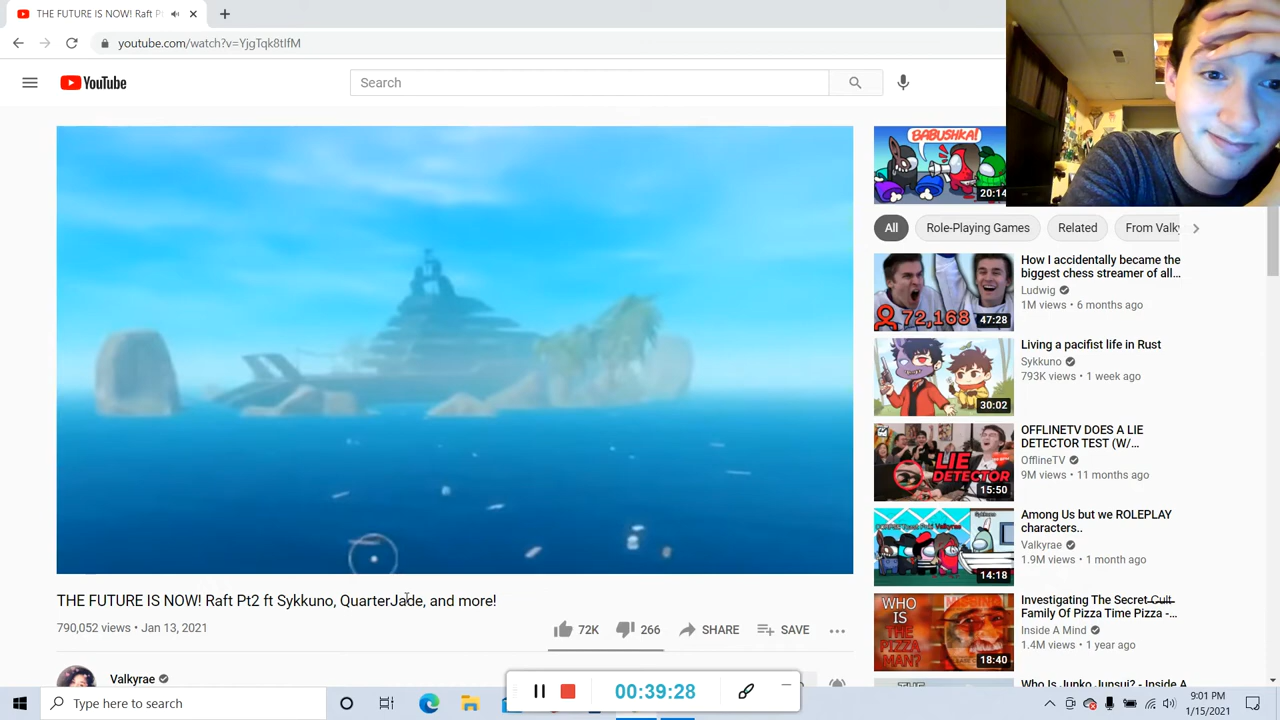 THE FUTURE IS NOW! Raft Pt
youtube.com/watch?v=YjgTqk8tIfM
YouTube
Search
BABUSHKA!
20:14
All
Role-Playing Games
Related
From Valky
72,168
47:28
How I accidentally became the
biggest chess streamer of all...
Ludwig
1M views • 6 months ago
30:02
Living a pacifist life in Rust
Sykkuno
793K views • 1 week ago
LIE
DETECTOR
15:50
OFFLINETV DOES A LIE
DETECTOR TEST (W/...
OfflineTV
9M views • 11 months ago
Valkyrae
14:18
Among Us but we ROLEPLAY
characters..
Valkyrae
1.9M views • 1 month ago
MISSING
WHO
IS
THE
PIZZA
MAN?
18:40
Investigating The Secret Cult
Family Of Pizza Time Pizza -...
Inside A Mind
1.4M views • 1 year ago
Who Is Junko Junsui? - Inside A
THE FUTURE IS NOW! Raft Pt2 ft Sykkuno, QuarterJade, and more!
790,052 views • Jan 13, 2021
72K
266
SHARE
SAVE
Valkyrae
00:39:28
Type here to search
9:01 PM
1/15/2021